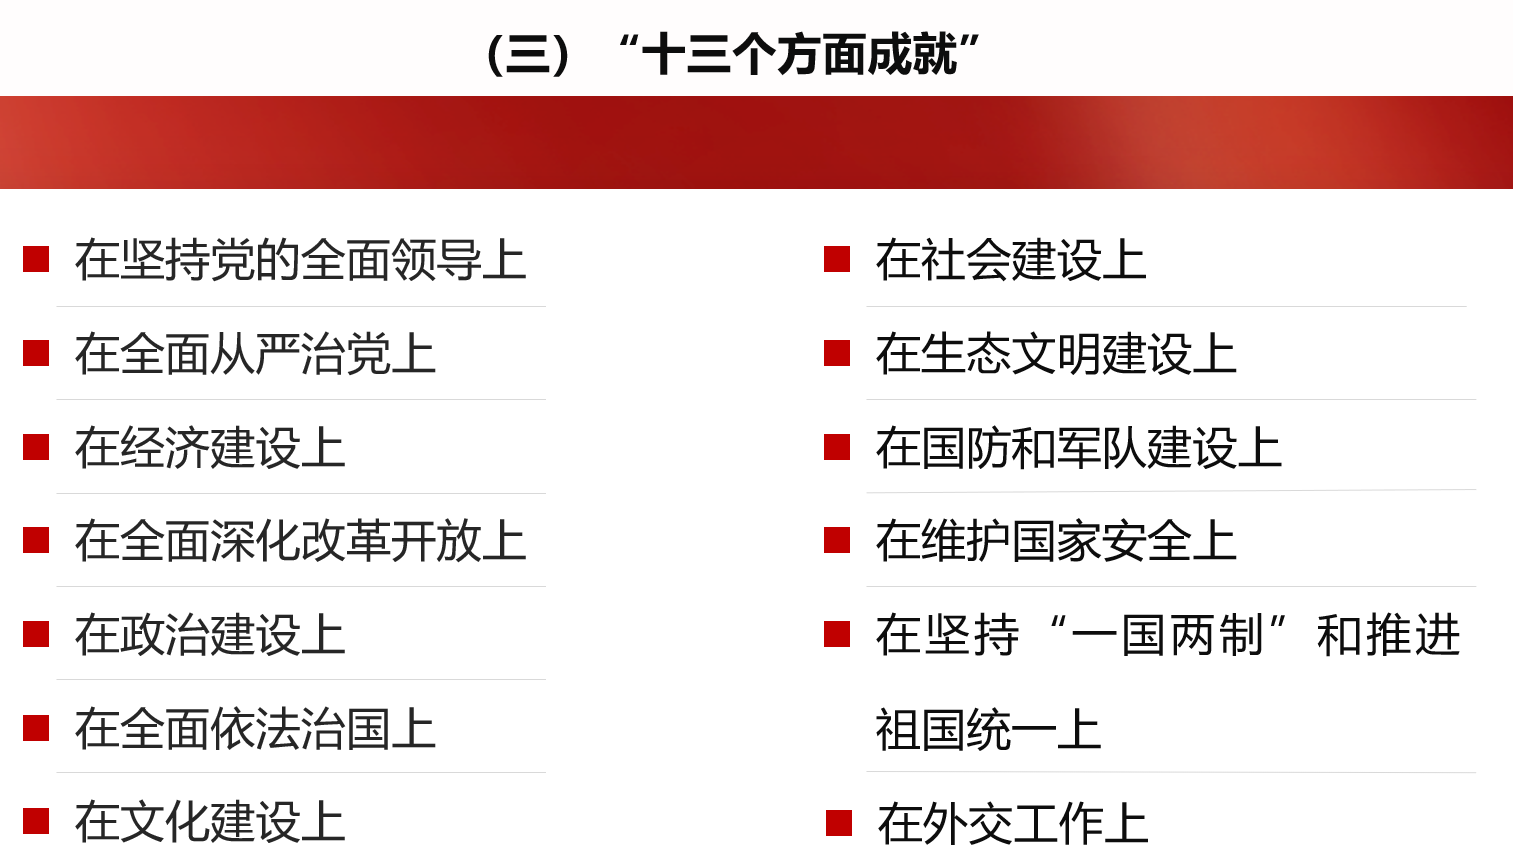 （三）“十三个方面成就”
在坚持党的全面领导上
在全面从严治党上
在经济建设上
在全面深化改革开放上
在政治建设上
在全面依法治国上
在文化建设上
在社会建设上
在生态文明建设上
在国防和军队建设上
在维护国家安全上
在坚持“一国两制”和推进
祖国统一上
在外交工作上